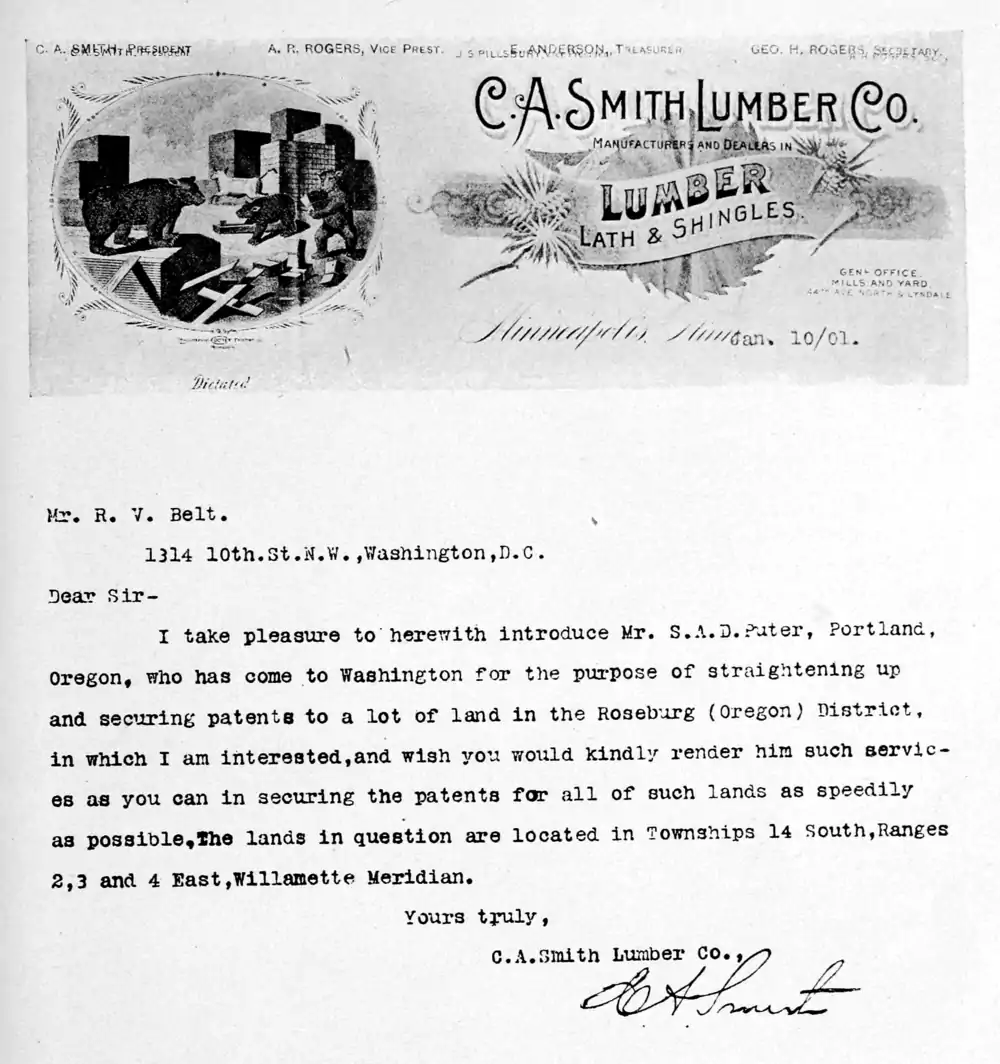 C. A. SMITH, PRESIDENT
A. R. ROGERS, VICE PREST.
E. ANDERSON, TREASURER
GEO. H. ROGERS, SECRETARY.
C.A. SMITH LUMBER CO.
MANUFACTURERS AND DEALERS IN
LUMBER
LATH & SHINGLES.
GENL OFFICE.
MILLS AND YARD.
44TH AVE NORTH & LYNDALE
Minneapolis, Minn Jan. 10/01.
Dictated
Mr. R. V. Belt.
1314 10th.St.N.W.,Washington,D.C.
Dear Sir-
I take pleasure to herewith introduce Mr. S.A.D.Puter, Portland,
Oregon, who has come to Washington for the purpose of straightening up
and securing patents to a lot of land in the Roseburg (Oregon) District,
in which I am interested,and wish you would kindly render him such servic-
es as you can in securing the patents for all of such lands as speedily
as possible,The lands in question are located in Townships 14 South,Ranges
2,3 and 4 East,Willamette Meridian.
Yours truly,
C.A.Smith Lumber Co.,
C A Smith